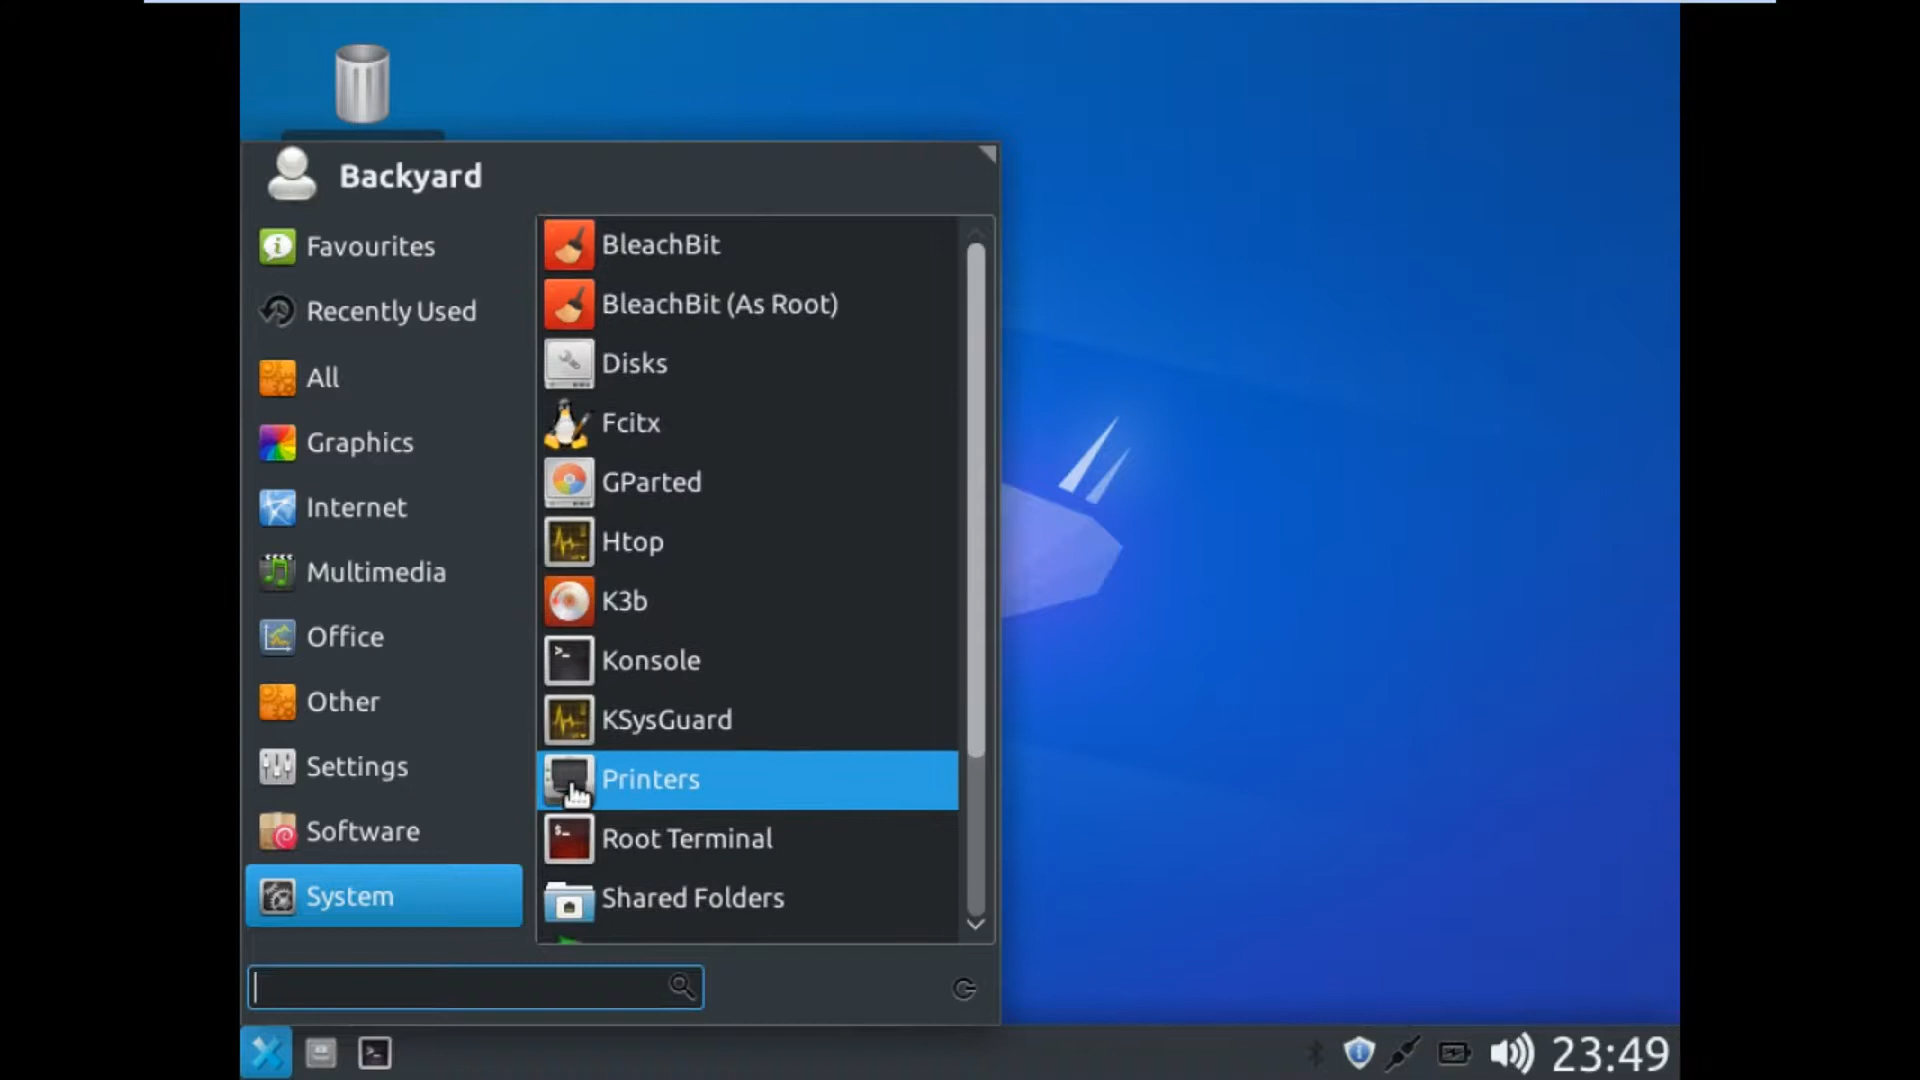 Backyard
Favourites
Recently Used
All
Graphics
Internet
Multimedia
Office
Other
Settings
Software
System
BleachBit
BleachBit (As Root)
Disks
Fcitx
GParted
Htop
K3b
Konsole
KSysGuard
Printers
Root Terminal
Shared Folders
23:49